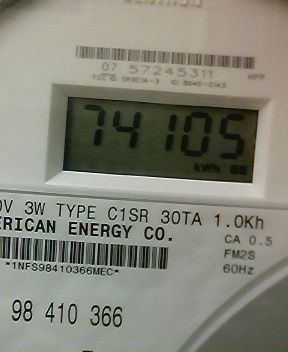 07 57245311
74105
kWh 88
0V 3W TYPE C1SR 30TA 1.0Kh
ERICAN ENERGY CO.
CA 0.5
FM2S
*1NFS98410366MEC*
60Hz
98 410 366